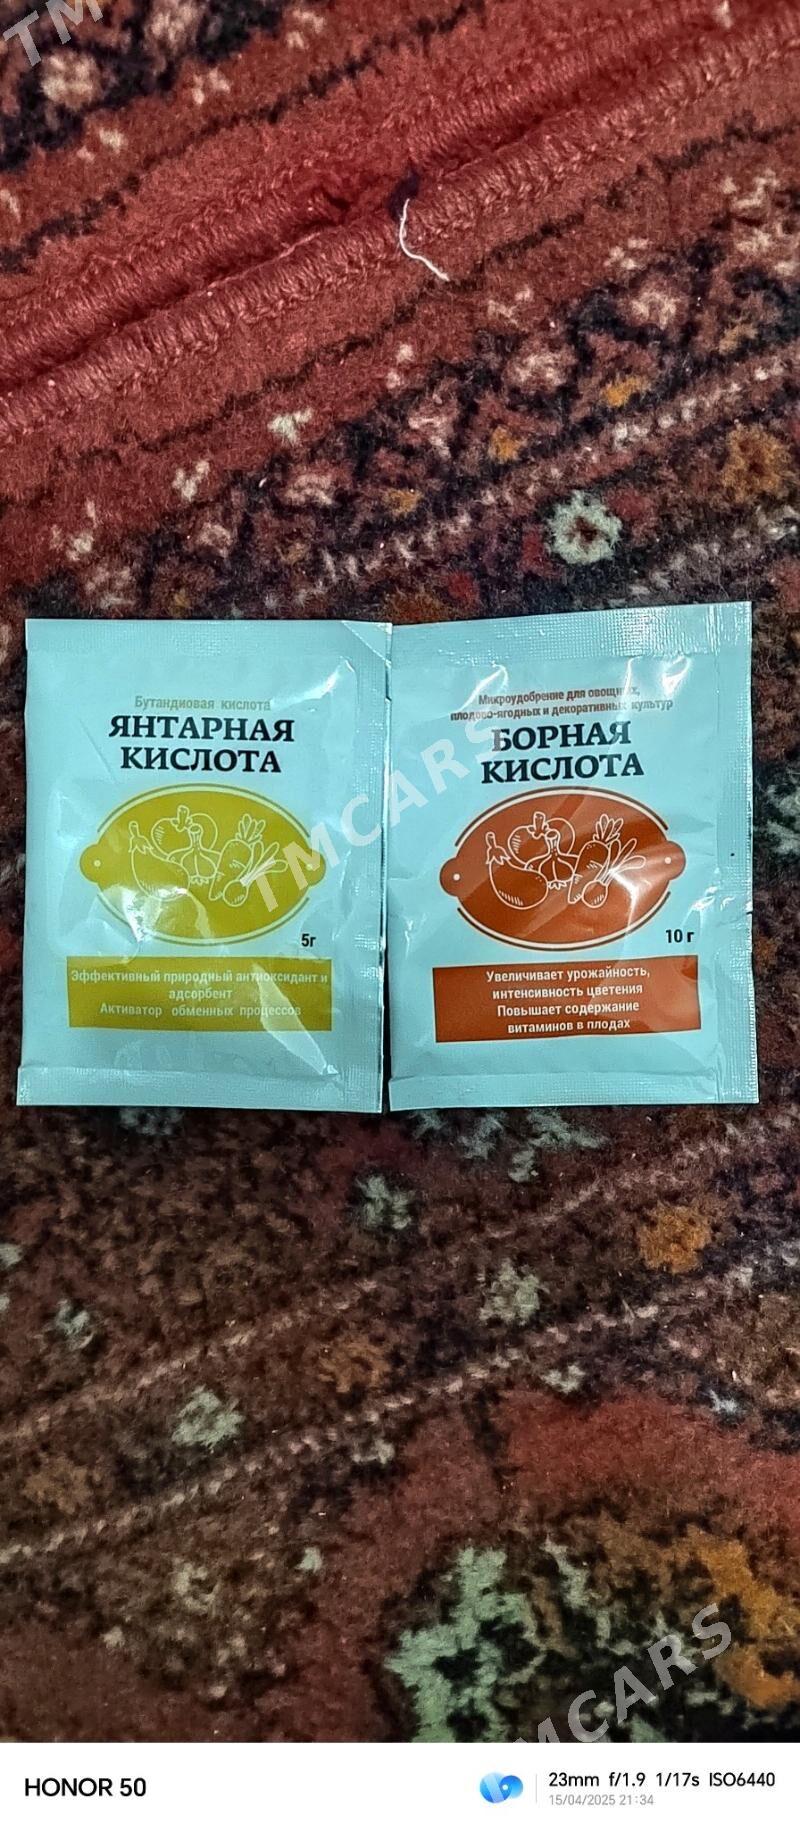 TM
Бутандиовая кислота
ЯНТАРНАЯ
КИСЛОТА
5г
Эффективный природный антиоксидант и
адсорбент
Активатор обменных процессов
Микроудобрение для овощных,
плодово-ягодных и декоративных культур
БОРНАЯ
КИСЛОТА
10 г
Увеличивает урожайность,
интенсивность цветения
Повышает содержание
витаминов в плодах
TMCARS
TMCARS
HONOR 50
23mm f/1.9 1/17s ISO6440
15/04/2025 21:34